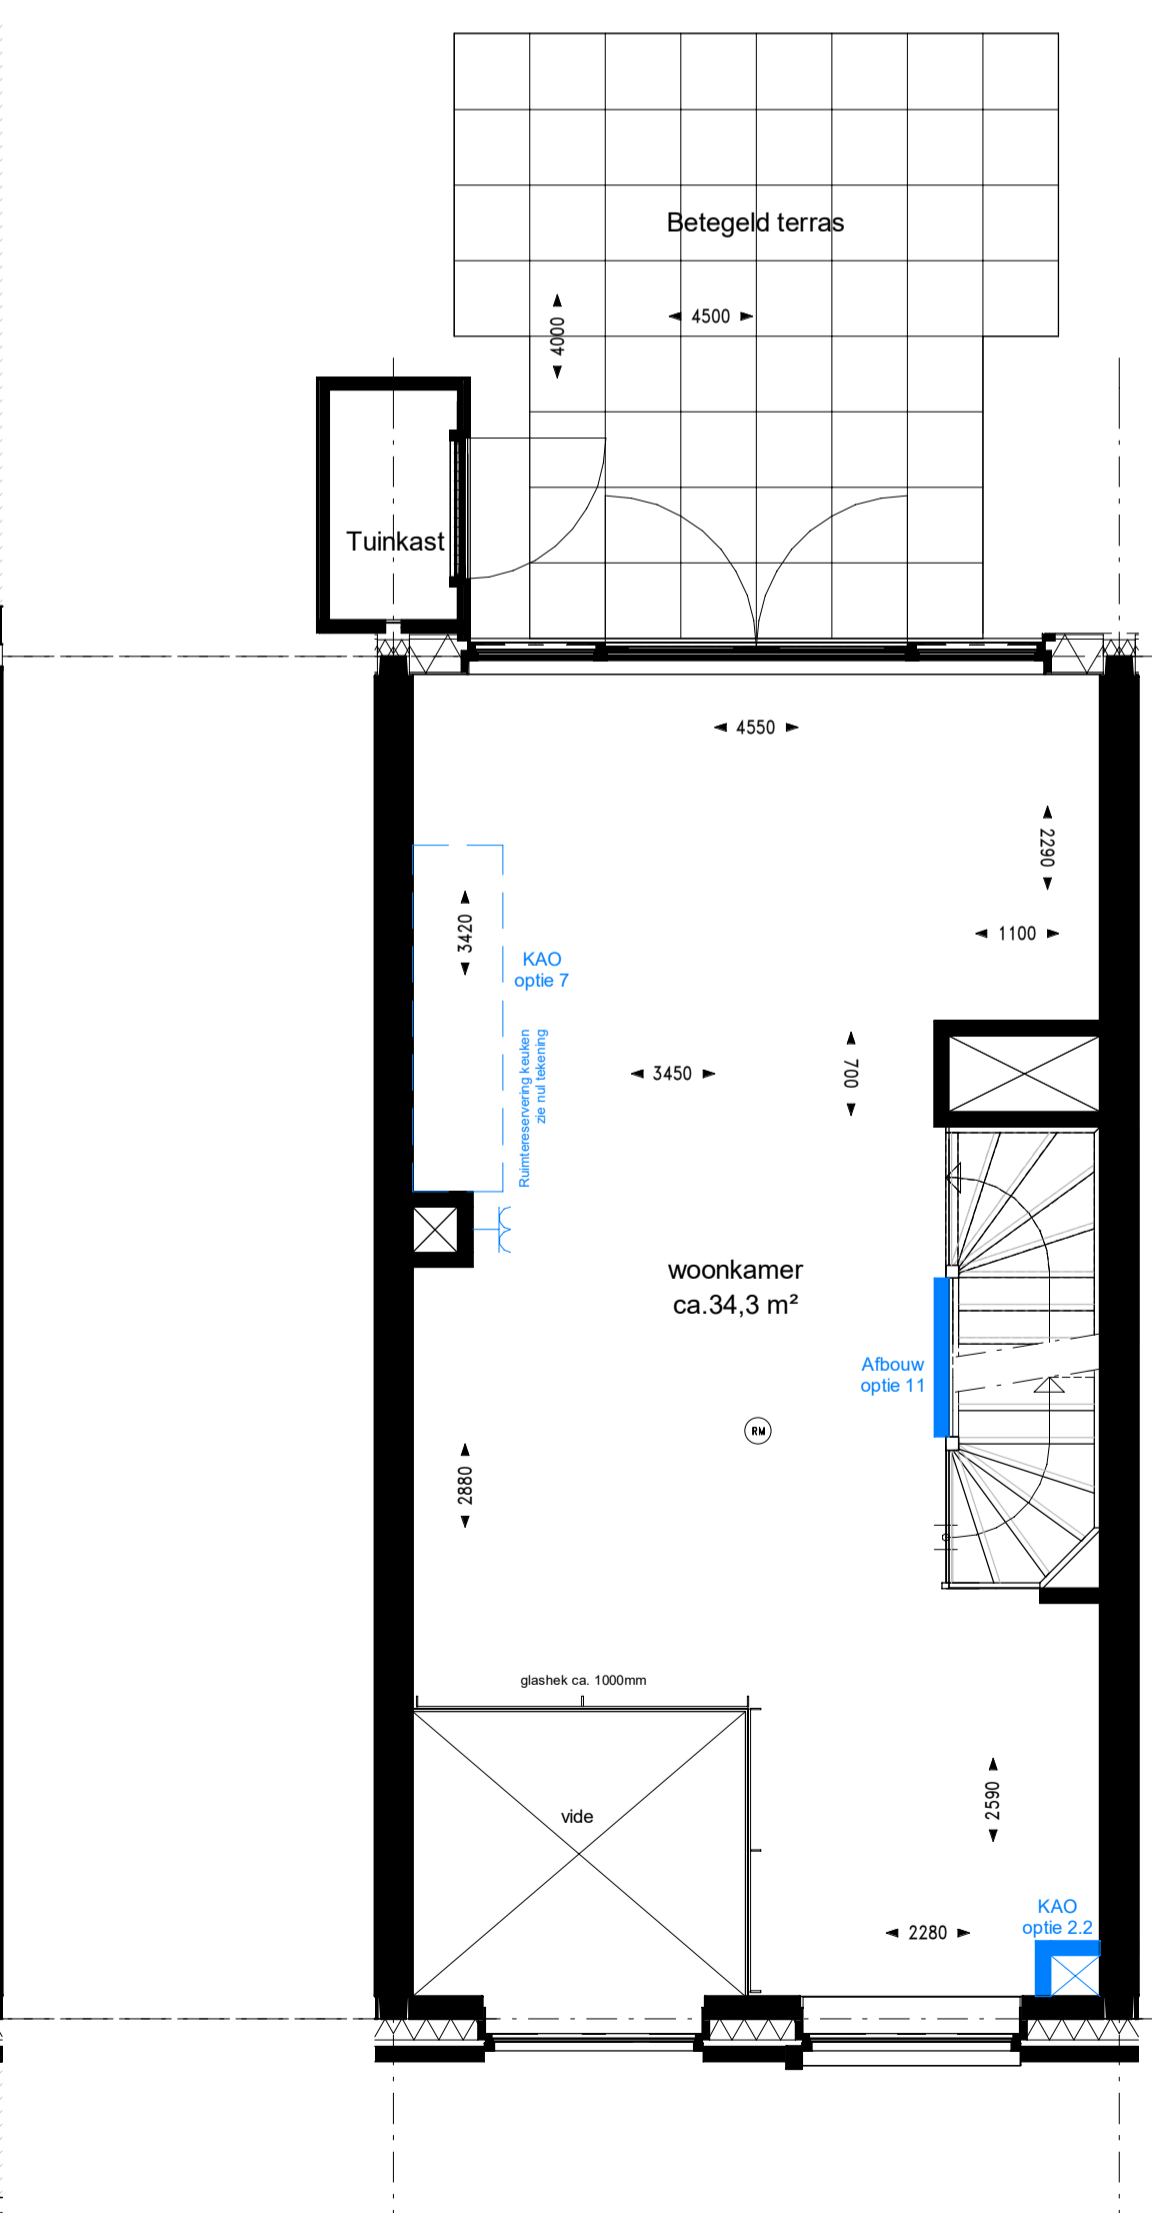 Betegeld terras
4500
4000
Tuinkast
4550
2290
3420
1100
KAO
optie 7
Ruimtereservering keuken
zie nul tekening
3450
700
woonkamer
ca.34,3 m²
Afbouw
optie 11
RM
2880
glashek ca. 1000mm
vide
2590
KAO
optie 2.2
2280